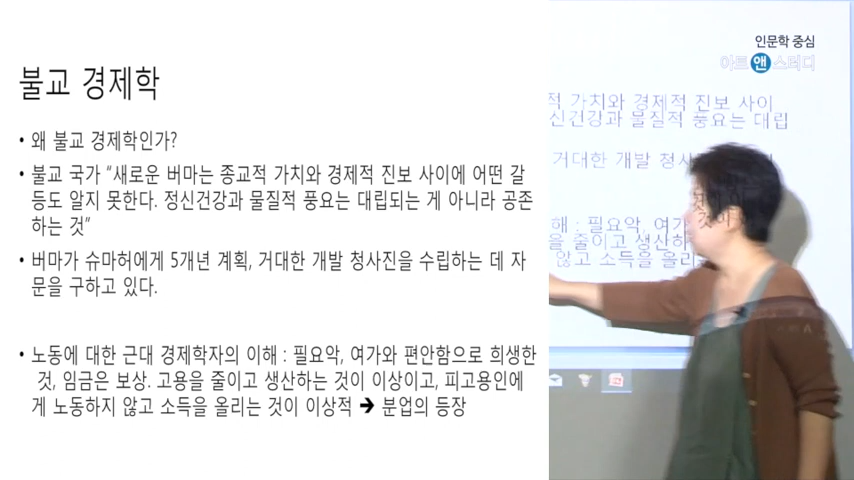 불교 경제학
• 왜 불교 경제학인가?
• 불교 국가 “새로운 버마는 종교적 가치와 경제적 진보 사이에 어떤 갈
등도 알지 못한다. 정신건강과 물질적 풍요는 대립되는 게 아니라 공존
하는 것”
• 버마가 슈마허에게 5개년 계획, 거대한 개발 청사진을 수립하는 데 자
문을 구하고 있다.
• 노동에 대한 근대 경제학자의 이해 : 필요악, 여가와 편안함으로 희생한
것, 임금은 보상. 고용을 줄이고 생산하는 것이 이상이고, 피고용인에
게 노동하지 않고 소득을 올리는 것이 이상적 ➔ 분업의 등장
인문학 중심
아트 앤 스터디
적 가치와 경제적 진보 사이
신건강과 물질적 풍요는 대립
거대한 개발 청사
해 : 필요악, 여가
을 줄이고 생산하
않고 소득을 올리